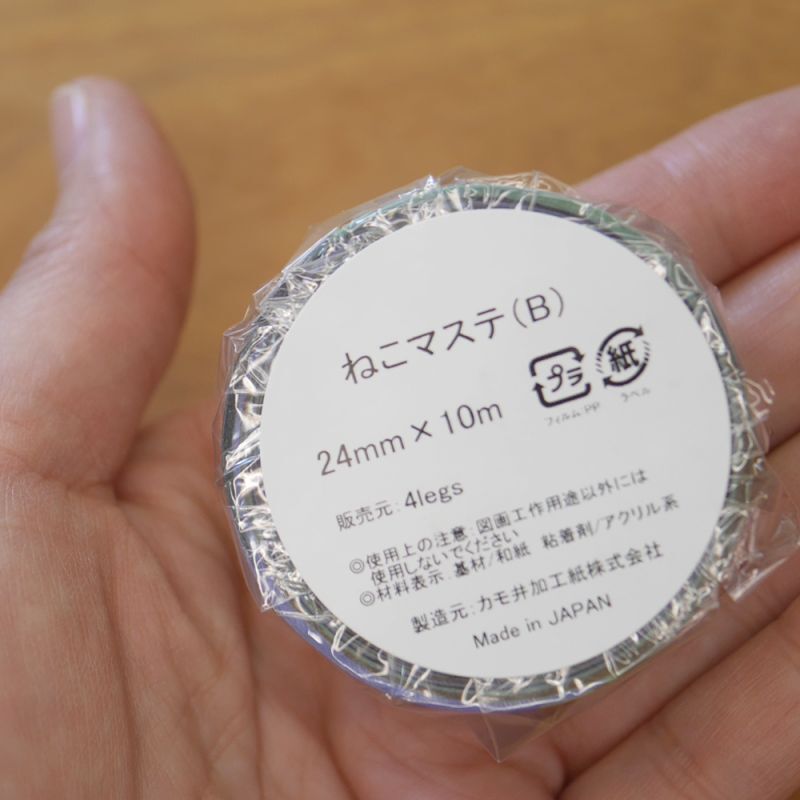 ねこマステ(B)
プラ
紙
フィルム:PP
ラベル
24mm×10m
販売元:4legs
◎使用上の注意:図画工作用途以外には
使用しないでください
◎材料表示:基材/和紙 粘着剤/アクリル系
製造元:カモ井加工紙株式会社
Made in JAPAN